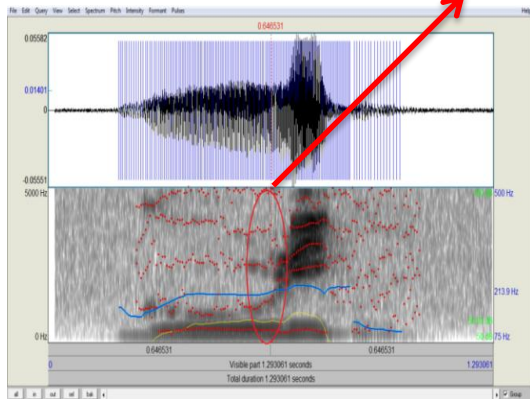 File Edit Query View Select Spectrum Pitch Intensity Formant Pulses Help
0.646531
0.05582
0.01401
0
-0.05551
5000 Hz
500 Hz
213.9 Hz
0 Hz
75 Hz
0.646531 0.646531
0 Visible part 1.293061 seconds 1.293061
Total duration 1.293061 seconds
all in out sel bak Group